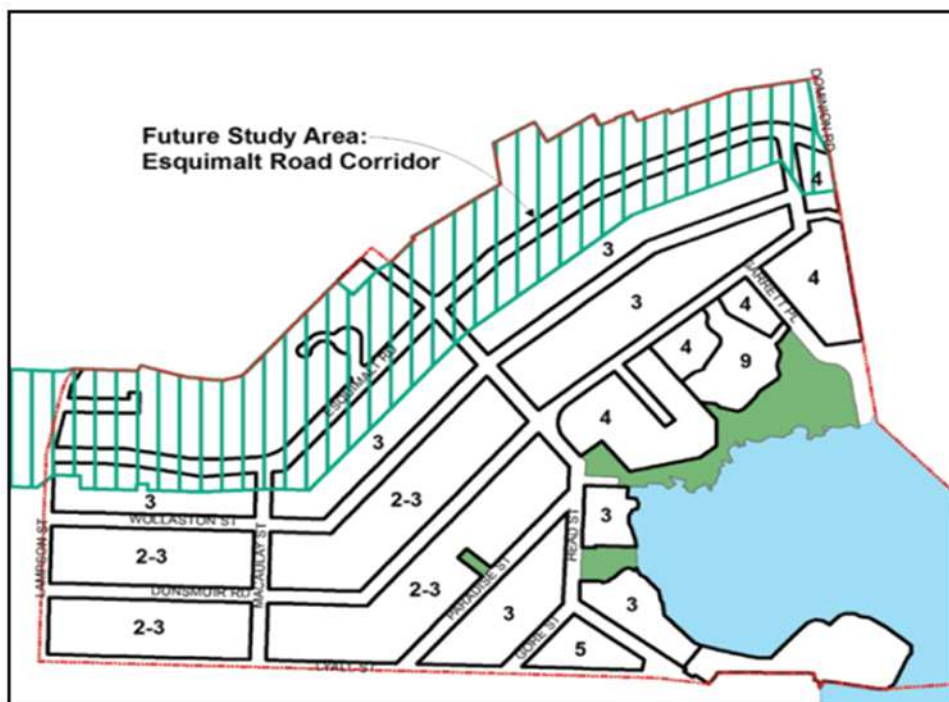 DOMINION RD
Future Study Area:
Esquimalt Road Corridor
4
3
4
BARRETT PL
3
4
4
9
ESQUIMALT RD
4
3
2-3
3
WOLLASTON ST
3
HEAD ST
LAMPSON ST
2-3
MACAULAY ST
2-3
PARADISE ST
DUNSMUIR RD
3
3
2-3
GORE ST
5
LYALL ST